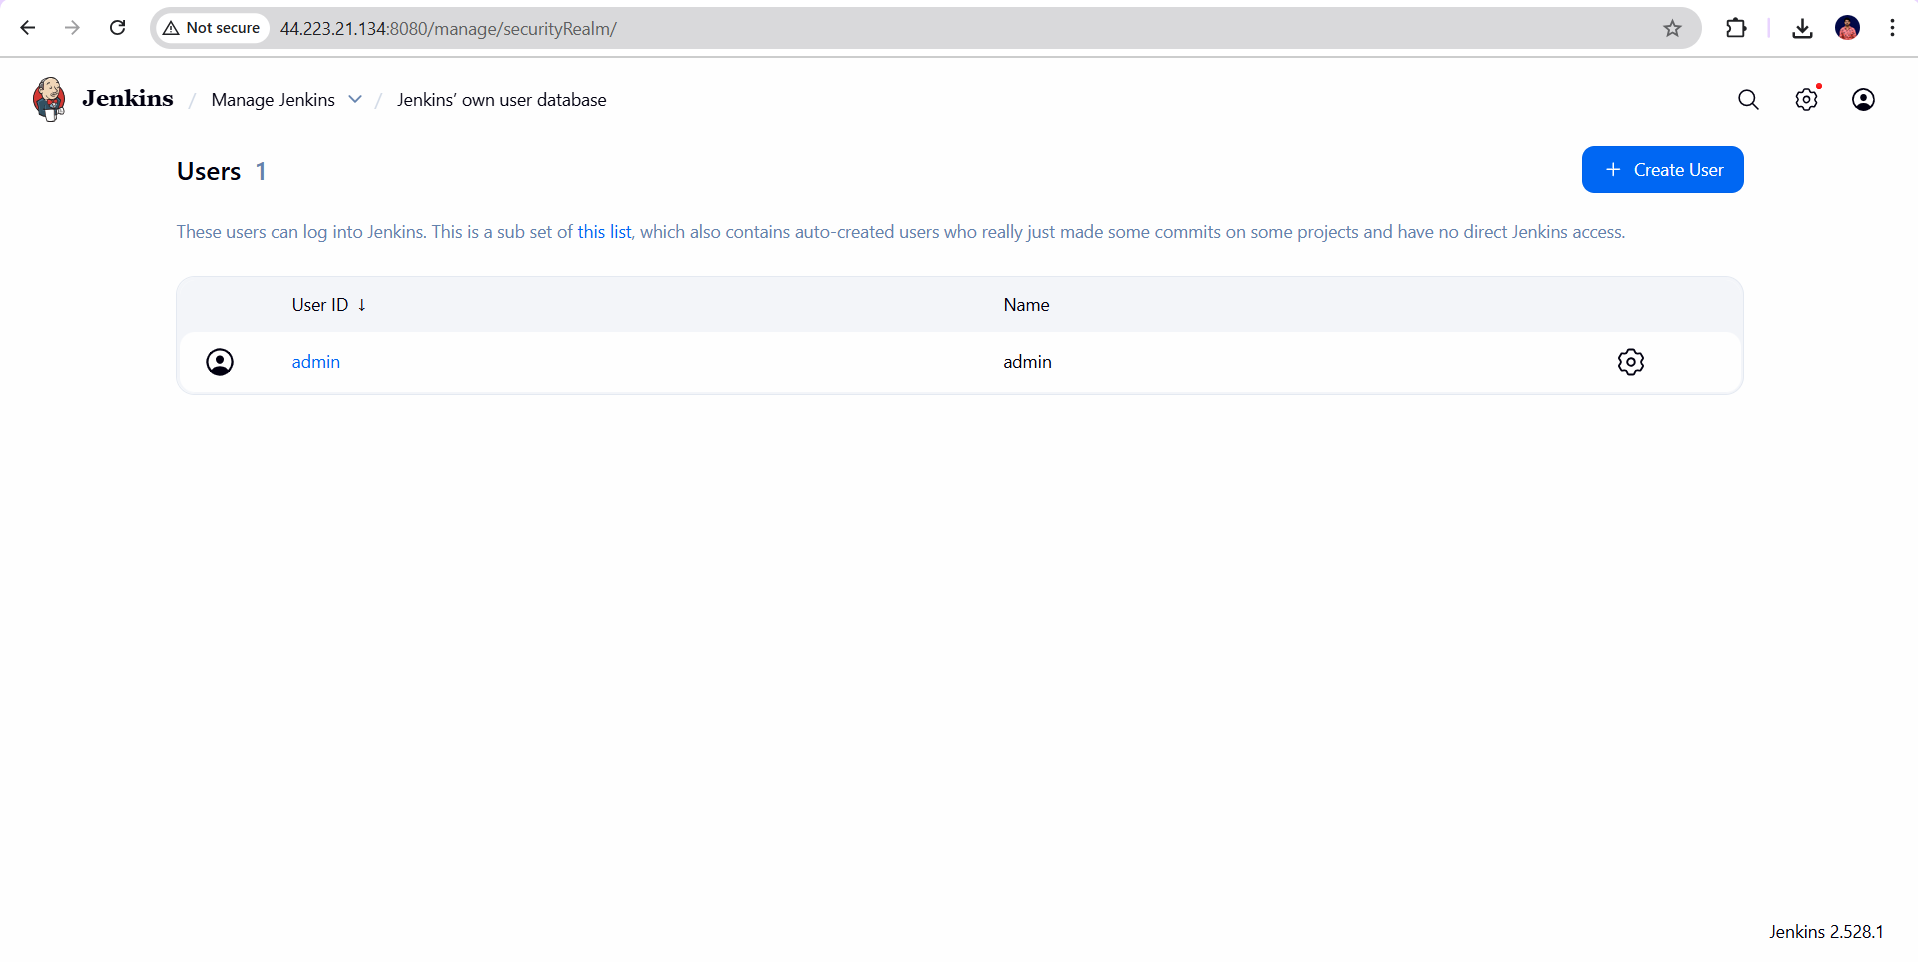 Not secure 44.223.21.134:8080/manage/securityRealm/
Jenkins / Manage Jenkins / Jenkins’ own user database
Users 1
+ Create User
These users can log into Jenkins. This is a sub set of this list, which also contains auto-created users who really just made some commits on some projects and have no direct Jenkins access.
User ID ↓ Name
admin admin
Jenkins 2.528.1